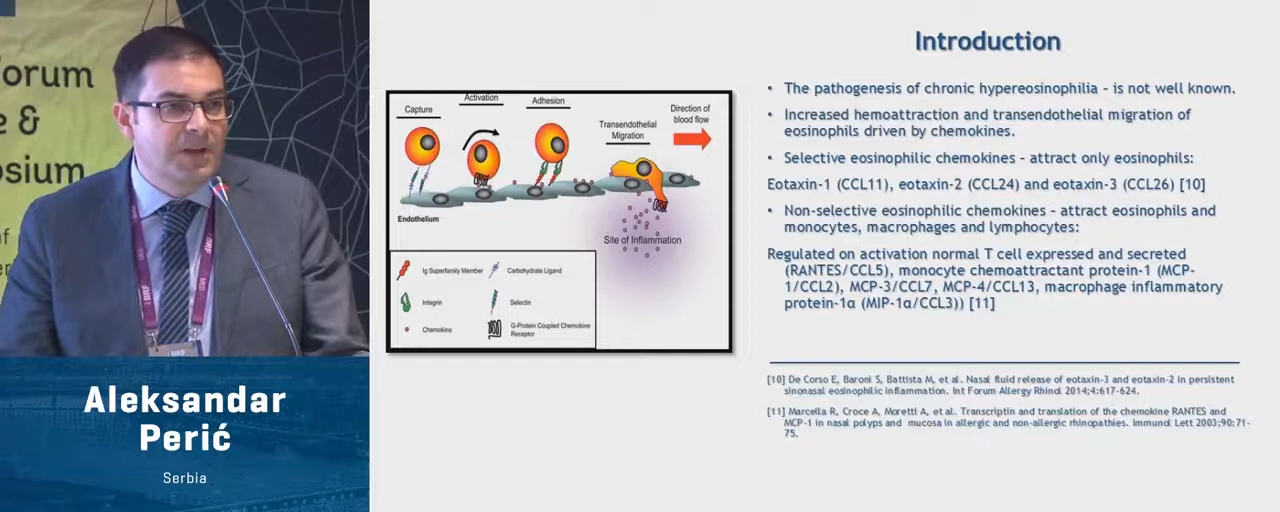 orum
e &
osium
of
er
BRF
BRF
Aleksandar
Perić
Serbia
Capture
Activation
Adhesion
Transendothelial
Migration
Direction of
blood flow
Endothelium
Site of Inflammation
Ig Superfamily Member
Carbohydrate Ligand
Integrin
Selectin
Chemokine
G-Protein Coupled Chemokine
Receptor
Introduction
• The pathogenesis of chronic hypereosinophilia – is not well known.
• Increased hemoattraction and transendothelial migration of
eosinophils driven by chemokines.
• Selective eosinophilic chemokines – attract only eosinophils:
Eotaxin-1 (CCL11), eotaxin-2 (CCL24) and eotaxin-3 (CCL26) [10]
• Non-selective eosinophilic chemokines – attract eosinophils and
monocytes, macrophages and lymphocytes:
Regulated on activation normal T cell expressed and secreted
(RANTES/CCL5), monocyte chemoattractant protein-1 (MCP-
1/CCL2), MCP-3/CCL7, MCP-4/CCL13, macrophage inflammatory
protein-1α (MIP-1α/CCL3)) [11]
[10] De Corso E, Baroni S, Battista M, et al. Nasal fluid release of eotaxin-3 and eotaxin-2 in persistent
sinonasal eosinophilic inflammation. Int Forum Allergy Rhinol 2014;4:617-624.
[11] Marcella R, Croce A, Moretti A, et al. Transcriptin and translation of the chemokine RANTES and
MCP-1 in nasal polyps and mucosa in allergic and non-allergic rhinopathies. Immunol Lett 2003;90:71-
75.